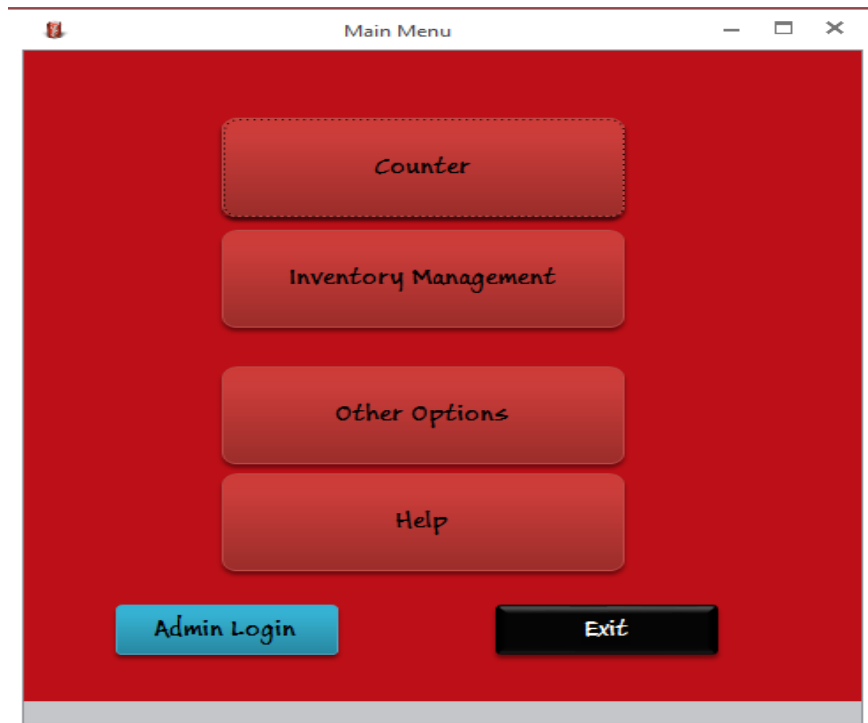 Main Menu
Counter
Inventory Management
Other Options
Help
Admin Login
Exit